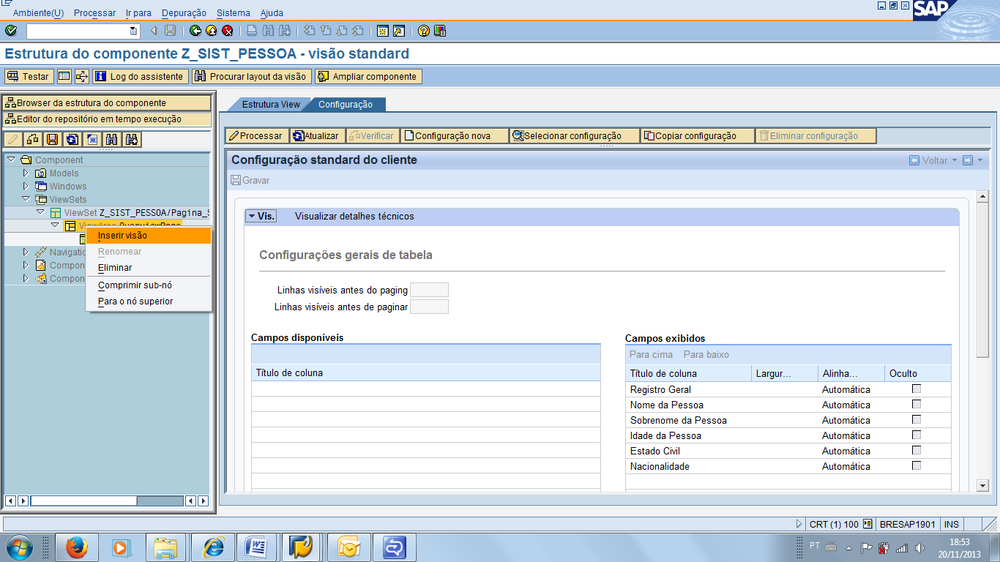 Ambiente(U) Processar Ir para Depuração Sistema Ajuda
SAP
Estrutura do componente Z_SIST_PESSOA - visão standard
Testar Log do assistente Procurar layout da visão Ampliar componente
Browser da estrutura do componente
Editor do repositório em tempo execução
Component
Models
Windows
ViewSets
ViewSet Z_SIST_PESSOA/Pagina_S
ViewArea OverviewPage
Inserir visão
Renomear
Eliminar
Comprimir sub-nó
Para o nó superior
Navigatio
Compon
Compon
Estrutura View Configuração
Processar Atualizar Verificar Configuração nova Selecionar configuração Copiar configuração Eliminar configuração
Configuração standard do cliente Voltar
Gravar
Vis. Visualizar detalhes técnicos
Configurações gerais de tabela
Linhas visíveis antes do paging
Linhas visíveis antes de paginar
Campos disponíveis
Título de coluna
Campos exibidos
Para cima Para baixo
Título de coluna Largur... Alinha... Oculto
Registro Geral Automática
Nome da Pessoa Automática
Sobrenome da Pessoa Automática
Idade da Pessoa Automática
Estado Civil Automática
Nacionalidade Automática
CRT (1) 100 BRESAP1901 INS
PT 18:53
20/11/2013